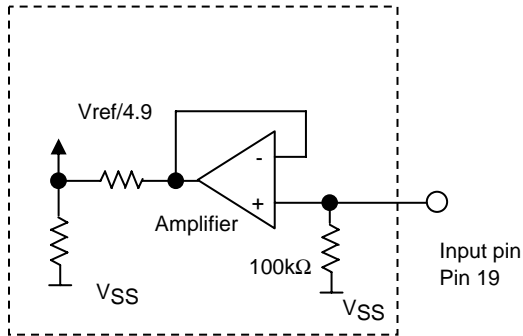 Vref/4.9
-
+
Amplifier
100kΩ
Input pin
Pin 19
VSS
VSS